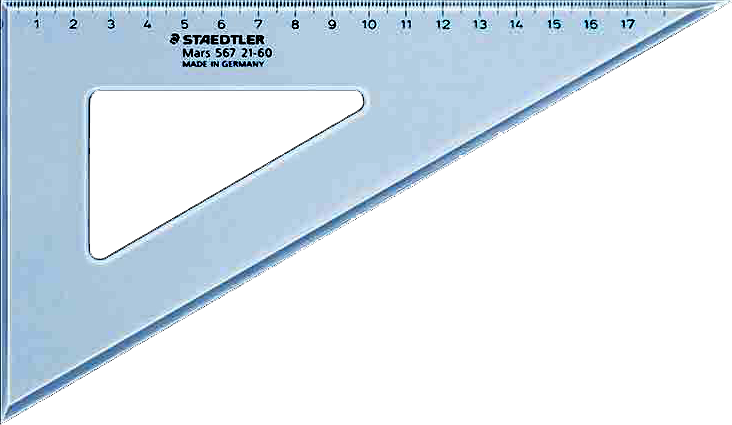 1 2 3 4 5 6 7 8 9 10 11 12 13 14 15 16 17
STAEDTLER
Mars 567 21-60
MADE IN GERMANY